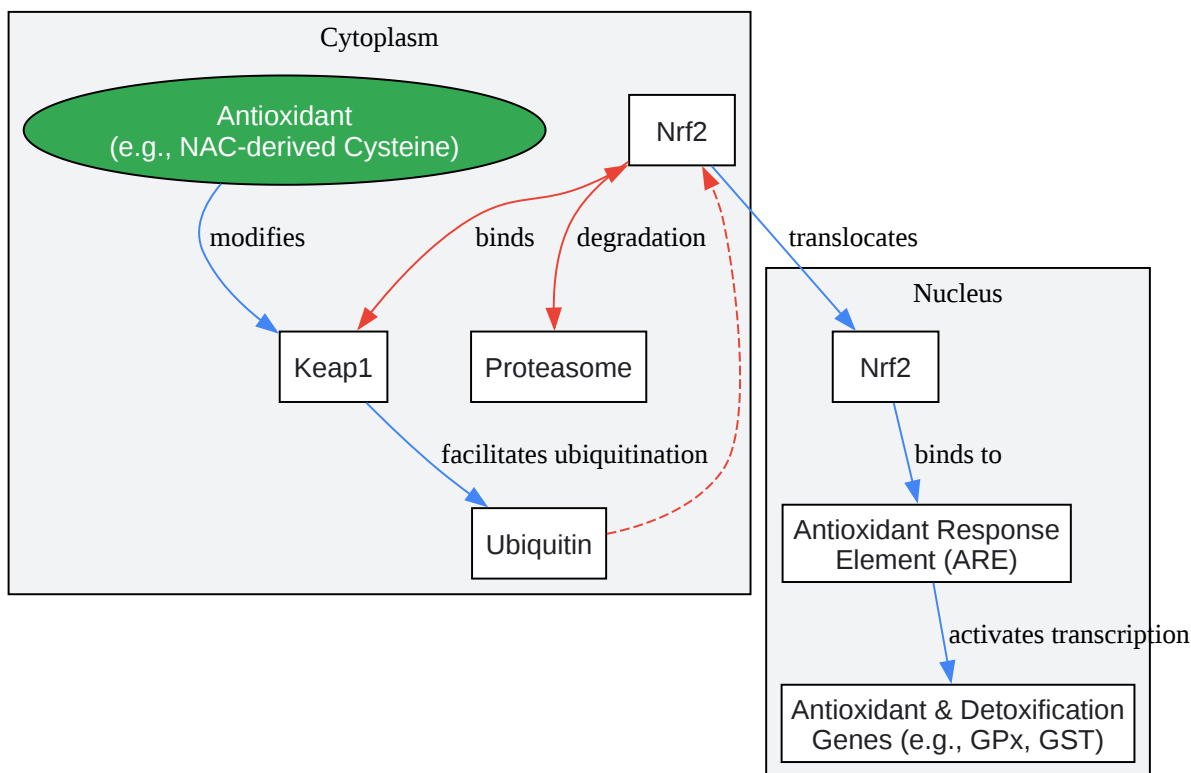 Cytoplasm
Antioxidant
(e.g., NAC-derived Cysteine)
Nrf2
modifies
binds
degradation
translocates
Nucleus
Keap1
Proteasome
Nrf2
facilitates ubiquitination
binds to
Ubiquitin
Antioxidant Response
Element (ARE)
activates transcription
Antioxidant & Detoxification
Genes (e.g., GPx, GST)